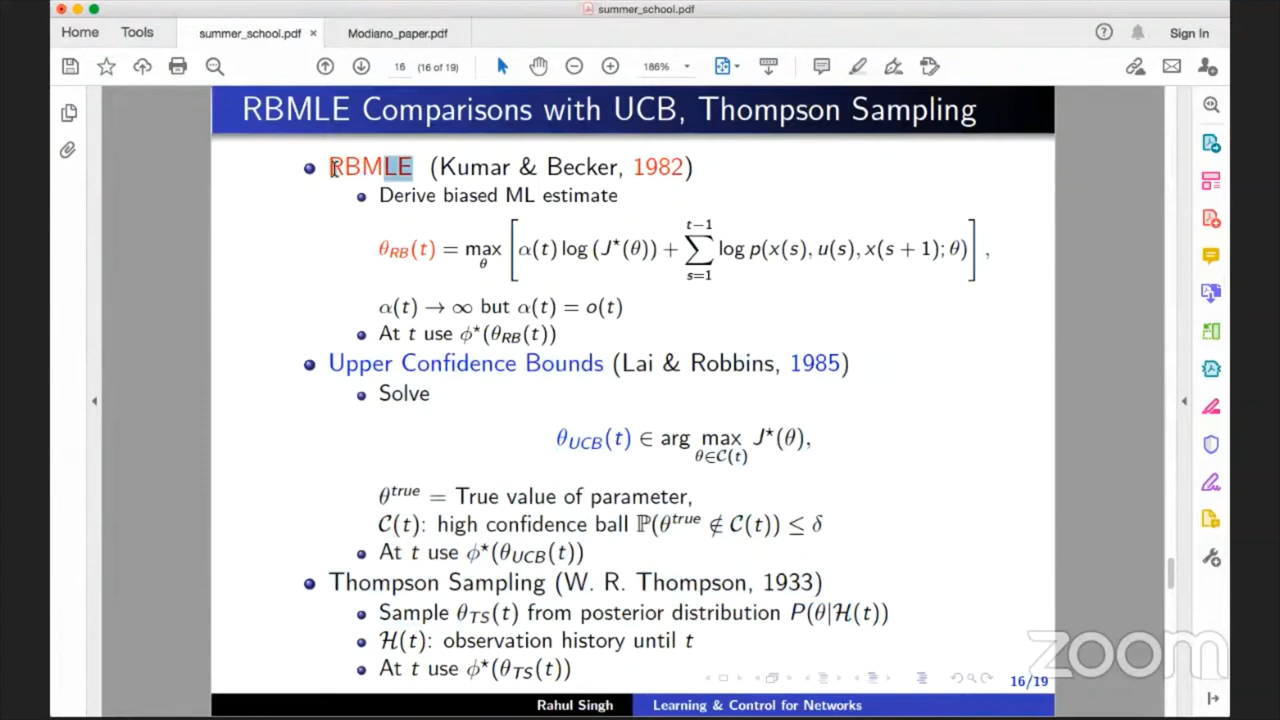 summer_school.pdf
Home Tools summer_school.pdf × Modiano_paper.pdf Sign In
16 (16 of 19) 186%
RBMLE Comparisons with UCB, Thompson Sampling
RBMLE (Kumar & Becker, 1982)
Derive biased ML estimate
θ_RB(t) = max_θ [ α(t) log (J⋆(θ)) + ∑_{s=1}^{t−1} log p(x(s), u(s), x(s + 1); θ) ] ,
α(t) → ∞ but α(t) = o(t)
At t use φ⋆(θ_RB(t))
Upper Confidence Bounds (Lai & Robbins, 1985)
Solve
θ_UCB(t) ∈ arg max_{θ∈𝒞(t)} J⋆(θ),
θ^true = True value of parameter,
𝒞(t): high confidence ball ℙ(θ^true ∉ 𝒞(t)) ≤ δ
At t use φ⋆(θ_UCB(t))
Thompson Sampling (W. R. Thompson, 1933)
Sample θ_TS(t) from posterior distribution P(θ|ℋ(t))
ℋ(t): observation history until t
At t use φ⋆(θ_TS(t))
zoom
16/19
Rahul Singh Learning & Control for Networks